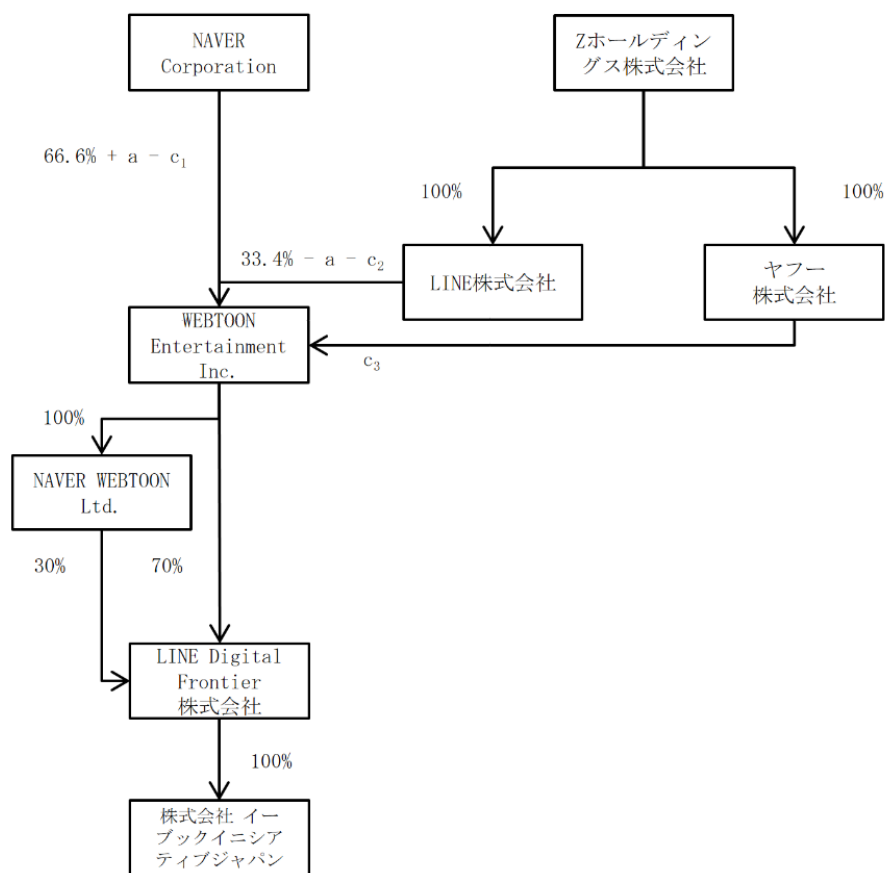 NAVER
Corporation
Zホールディン
グス株式会社
66.6% + a - c₁
100%
100%
33.4% - a - c₂
LINE株式会社
ヤフー
株式会社
WEBTOON
Entertainment
Inc.
c₃
100%
NAVER WEBTOON
Ltd.
30%
70%
LINE Digital
Frontier
株式会社
100%
株式会社 イー
ブックイニシア
ティブジャパン